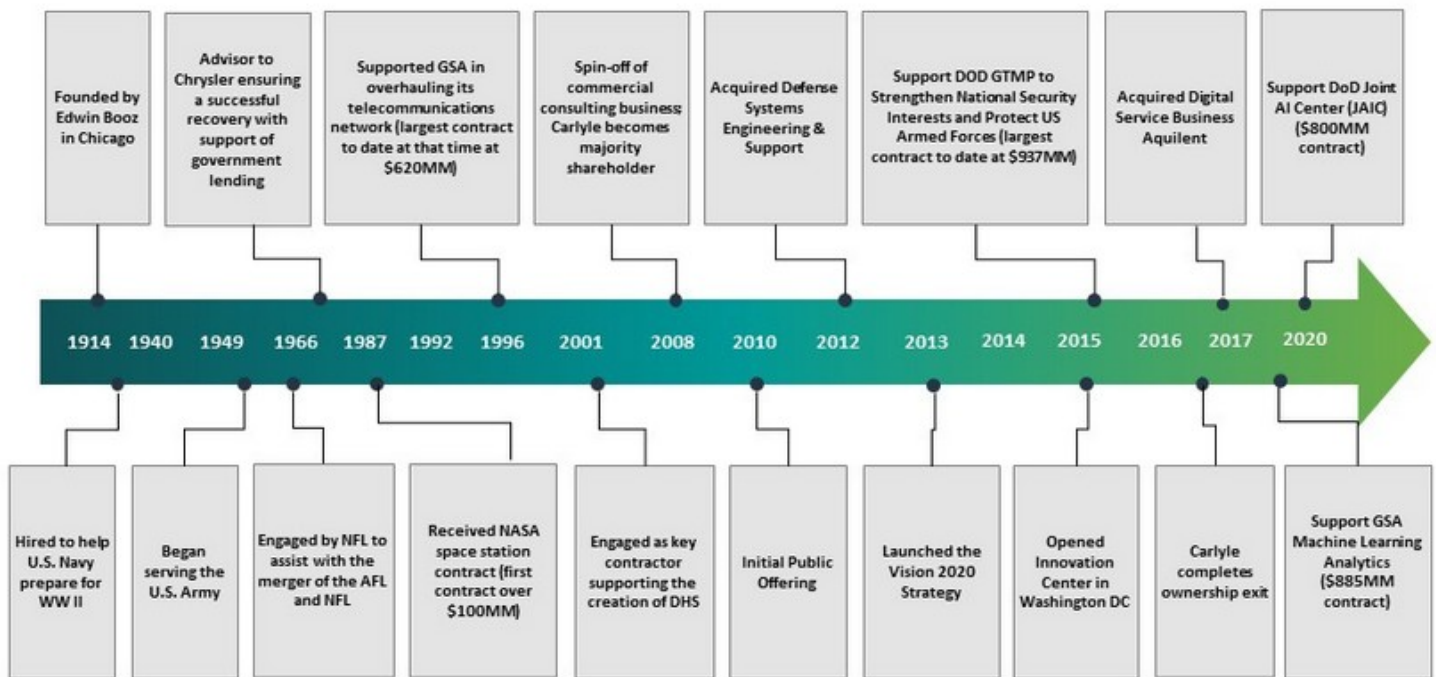 Founded by
Edwin Booz
in Chicago
Advisor to
Chrysler ensuring
a successful
recovery with
support of
government
lending
Supported GSA in
overhauling its
telecommunications
network (largest contract
to date at that time at
$620MM)
Spin-off of
commercial
consulting business;
Carlyle becomes
majority
shareholder
Acquired Defense
Systems
Engineering &
Support
Support DOD GTMP to
Strengthen National Security
Interests and Protect US
Armed Forces (largest
contract to date at $937MM)
Acquired Digital
Service Business
Aquilent
Support DoD Joint
AI Center (JAIC)
($800MM
contract)
1914 1940 1949 1966 1987 1992 1996 2001 2008 2010 2012 2013 2014 2015 2016 2017 2020
Hired to help
U.S. Navy
prepare for
WW II
Began
serving the
U.S. Army
Engaged by NFL to
assist with the
merger of the AFL
and NFL
Received NASA
space station
contract (first
contract over
$100MM)
Engaged as key
contractor
supporting the
creation of DHS
Initial Public
Offering
Launched the
Vision 2020
Strategy
Opened
Innovation
Center in
Washington DC
Carlyle
completes
ownership exit
Support GSA
Machine Learning
Analytics
($885MM
contract)